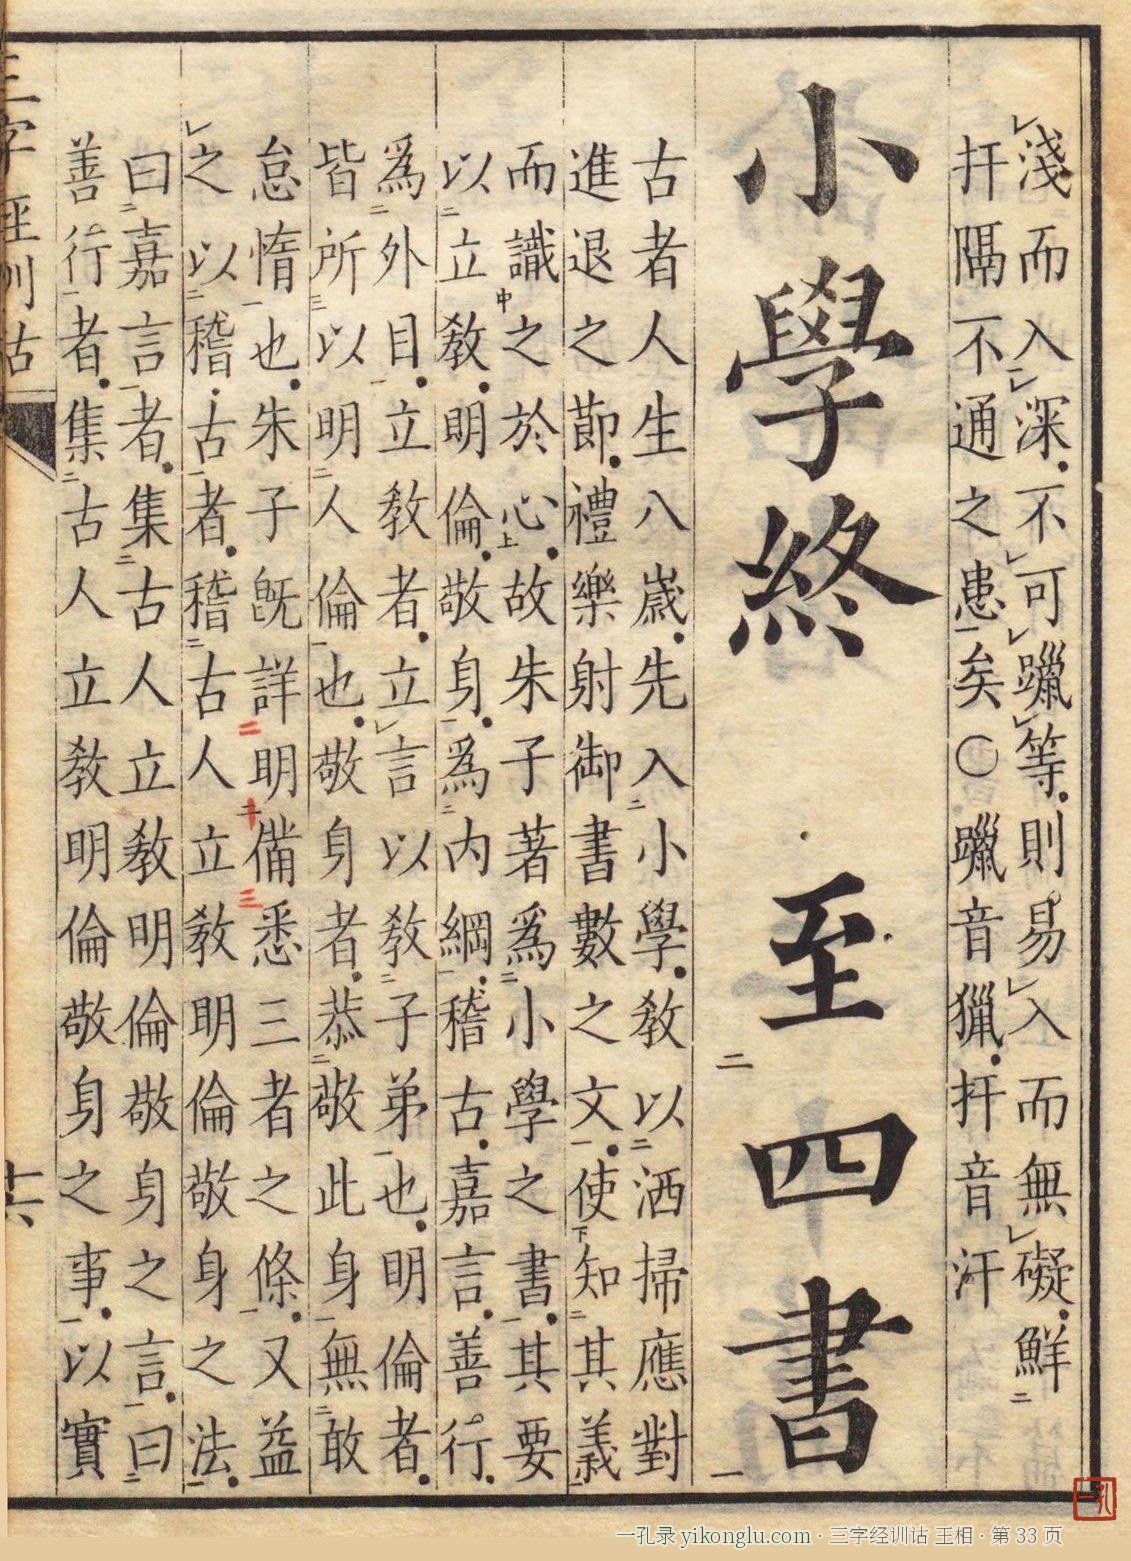 淺而入深不可躐等則易入而無礙鮮
扞隔不通之患矣○躐音獵扞音汗
小學終　至四書
古者人生八歲先入小學教以洒掃應對
進退之節禮樂射御書數之文使知其義
而識之於心故朱子著爲小學之書其要
以立教明倫敬身爲内綱稽古嘉言善行
爲外目立教者立言以教子弟也明倫者
皆所以明人倫也敬身者恭敬此身無敢
怠惰也朱子旣詳明備悉三者之條又益
之以稽古者稽古人立教明倫敬身之法
曰嘉言者集古人立教明倫敬身之言曰
善行者集古人立教明倫敬身之事以實
三字經訓詁
十六
一孔
一孔录 yikonglu.com · 三字经训诂 王相 · 第 33 页